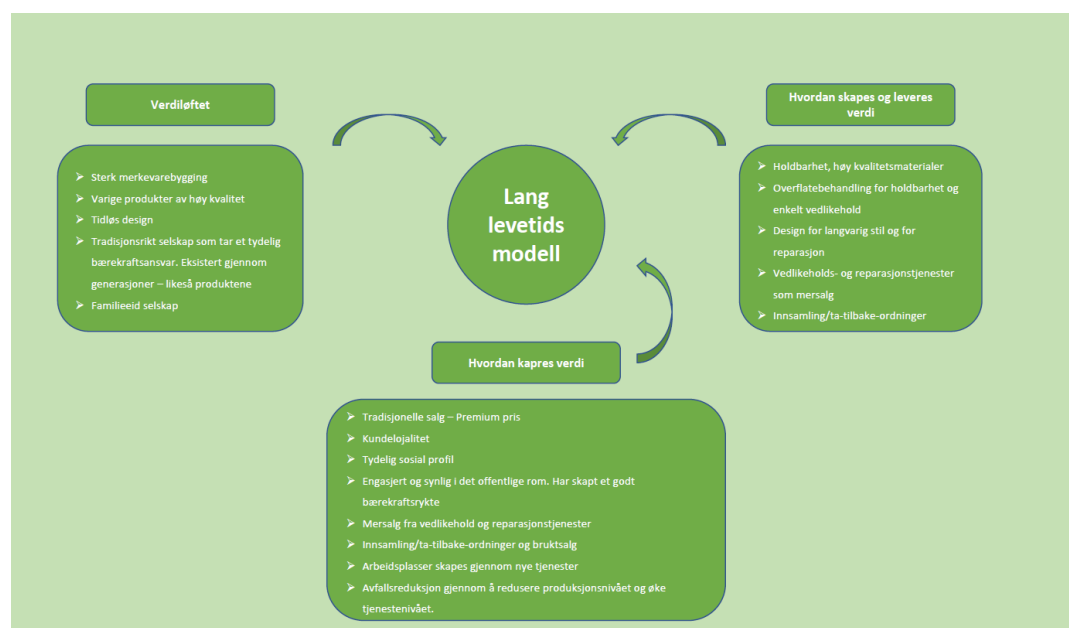 Verdiløftet
Sterk merkevarebygging
Varige produkter av høy kvalitet
Tidløs design
Tradisjonsrikt selskap som tar et tydelig
bærekraftsansvar. Eksistert gjennom
generasjoner – likeså produktene
Familieeid selskap
Lang
levetids
modell
Hvordan skapes og leveres
verdi
Holdbarhet, høy kvalitetsmaterialer
Overflatebehandling for holdbarhet og
enkelt vedlikehold
Design for langvarig stil og for
reparasjon
Vedlikeholds- og reparasjonstjenester
som mersalg
Innsamling/ta-tilbake-ordninger
Hvordan kapres verdi
Tradisjonelle salg – Premium pris
Kundelojalitet
Tydelig sosial profil
Engasjert og synlig i det offentlige rom. Har skapt et godt
bærekraftsrykte
Mersalg fra vedlikehold og reparasjonstjenester
Innsamling/ta-tilbake-ordninger og bruktsalg
Arbeidsplasser skapes gjennom nye tjenester
Avfallsreduksjon gjennom å redusere produksjonsnivået og øke
tjenestenivået.